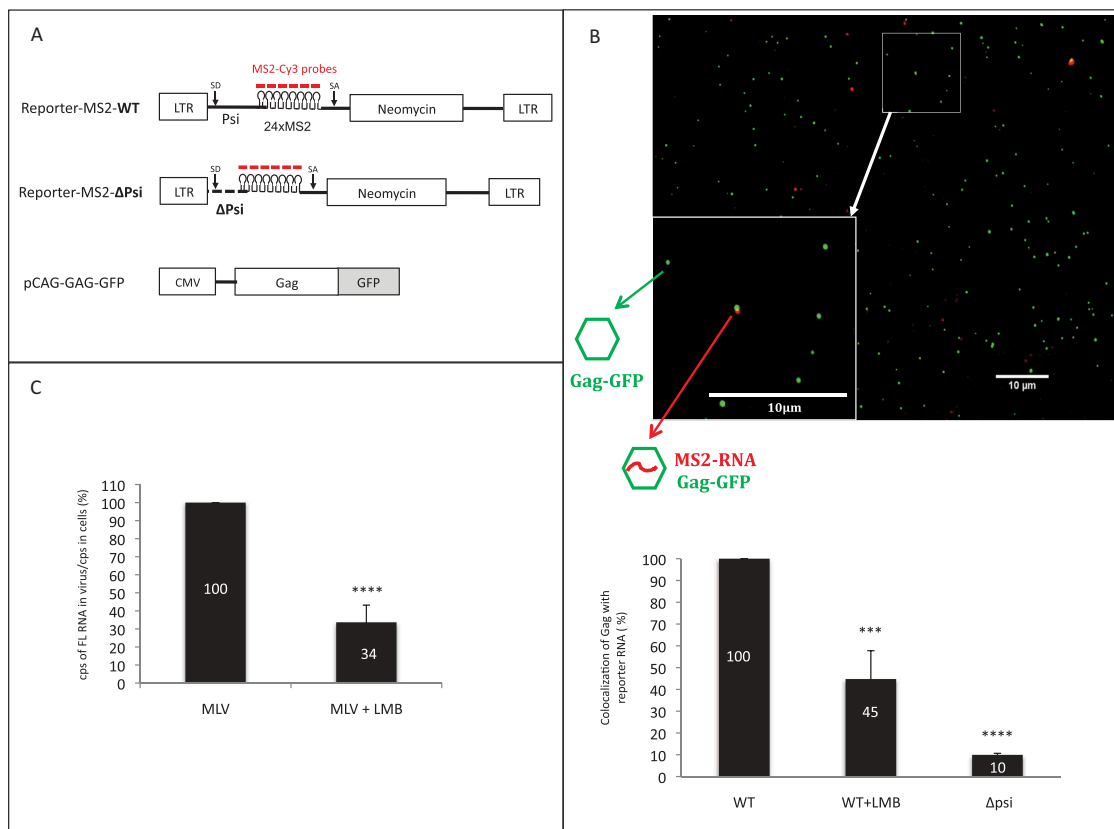 A
MS2-Cy3 probes
Reporter-MS2-WT
LTR
SD
Psi
24xMS2
SA
Neomycin
LTR
Reporter-MS2-ΔPsi
LTR
SD
ΔPsi
SA
Neomycin
LTR
pCAG-GAG-GFP
CMV
Gag
GFP
B
10 µm
10µm
Gag-GFP
MS2-RNA
Gag-GFP
Colocalization of Gag with
reporter RNA ( %)
100
90
80
70
60
50
40
30
20
10
0
100
***
45
****
10
WT
WT+LMB
Δpsi
C
cps of FL RNA in virus/cps in cells (%)
110
100
90
80
70
60
50
40
30
20
10
0
100
****
34
MLV
MLV + LMB